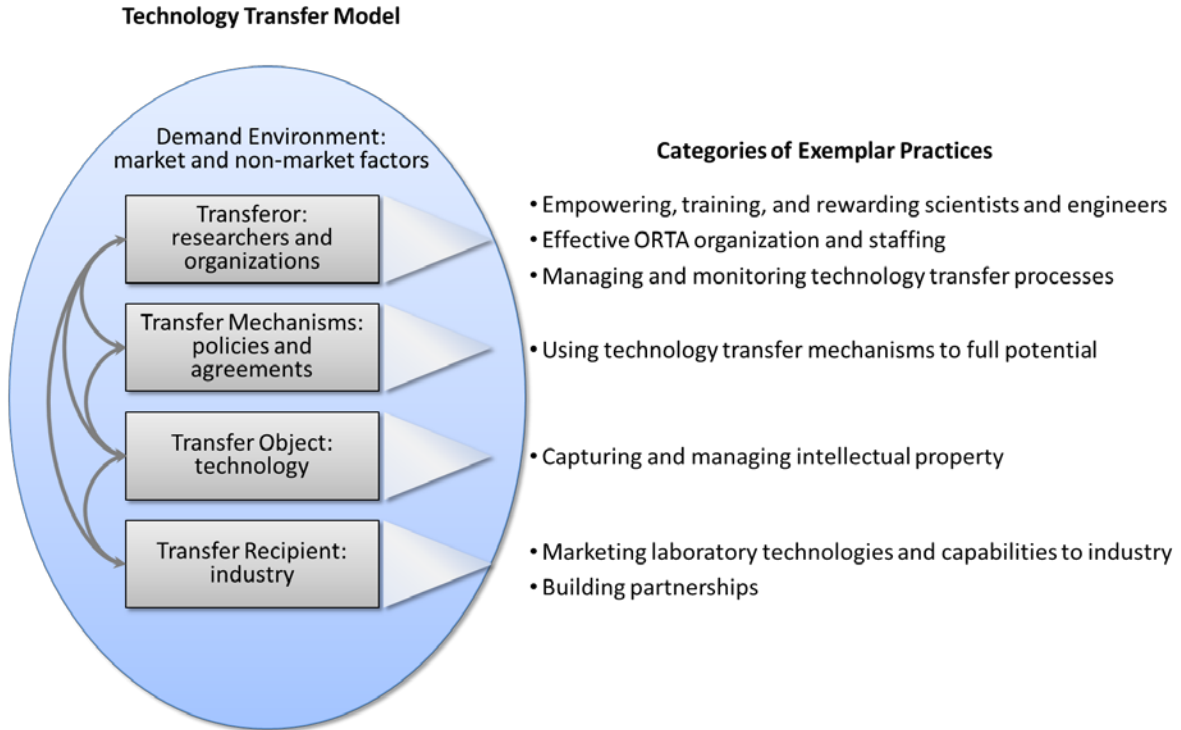 Technology Transfer Model
Demand Environment:
market and non-market factors
Categories of Exemplar Practices
Transferor:
researchers and
organizations
• Empowering, training, and rewarding scientists and engineers
• Effective ORTA organization and staffing
• Managing and monitoring technology transfer processes
Transfer Mechanisms:
policies and
agreements
• Using technology transfer mechanisms to full potential
Transfer Object:
technology
• Capturing and managing intellectual property
Transfer Recipient:
industry
• Marketing laboratory technologies and capabilities to industry
• Building partnerships